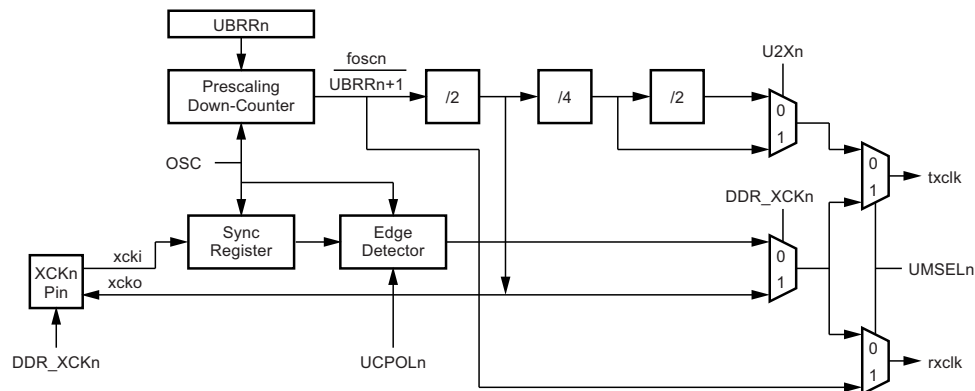 UBRRn
U2Xn
foscn
UBRRn+1
Prescaling
Down-Counter
/2
/4
/2
0
1
OSC
0
1
txclk
DDR_XCKn
xcki
Sync
Register
Edge
Detector
0
1
UMSELn
XCKn
Pin
xcko
DDR_XCKn
UCPOLn
0
1
rxclk